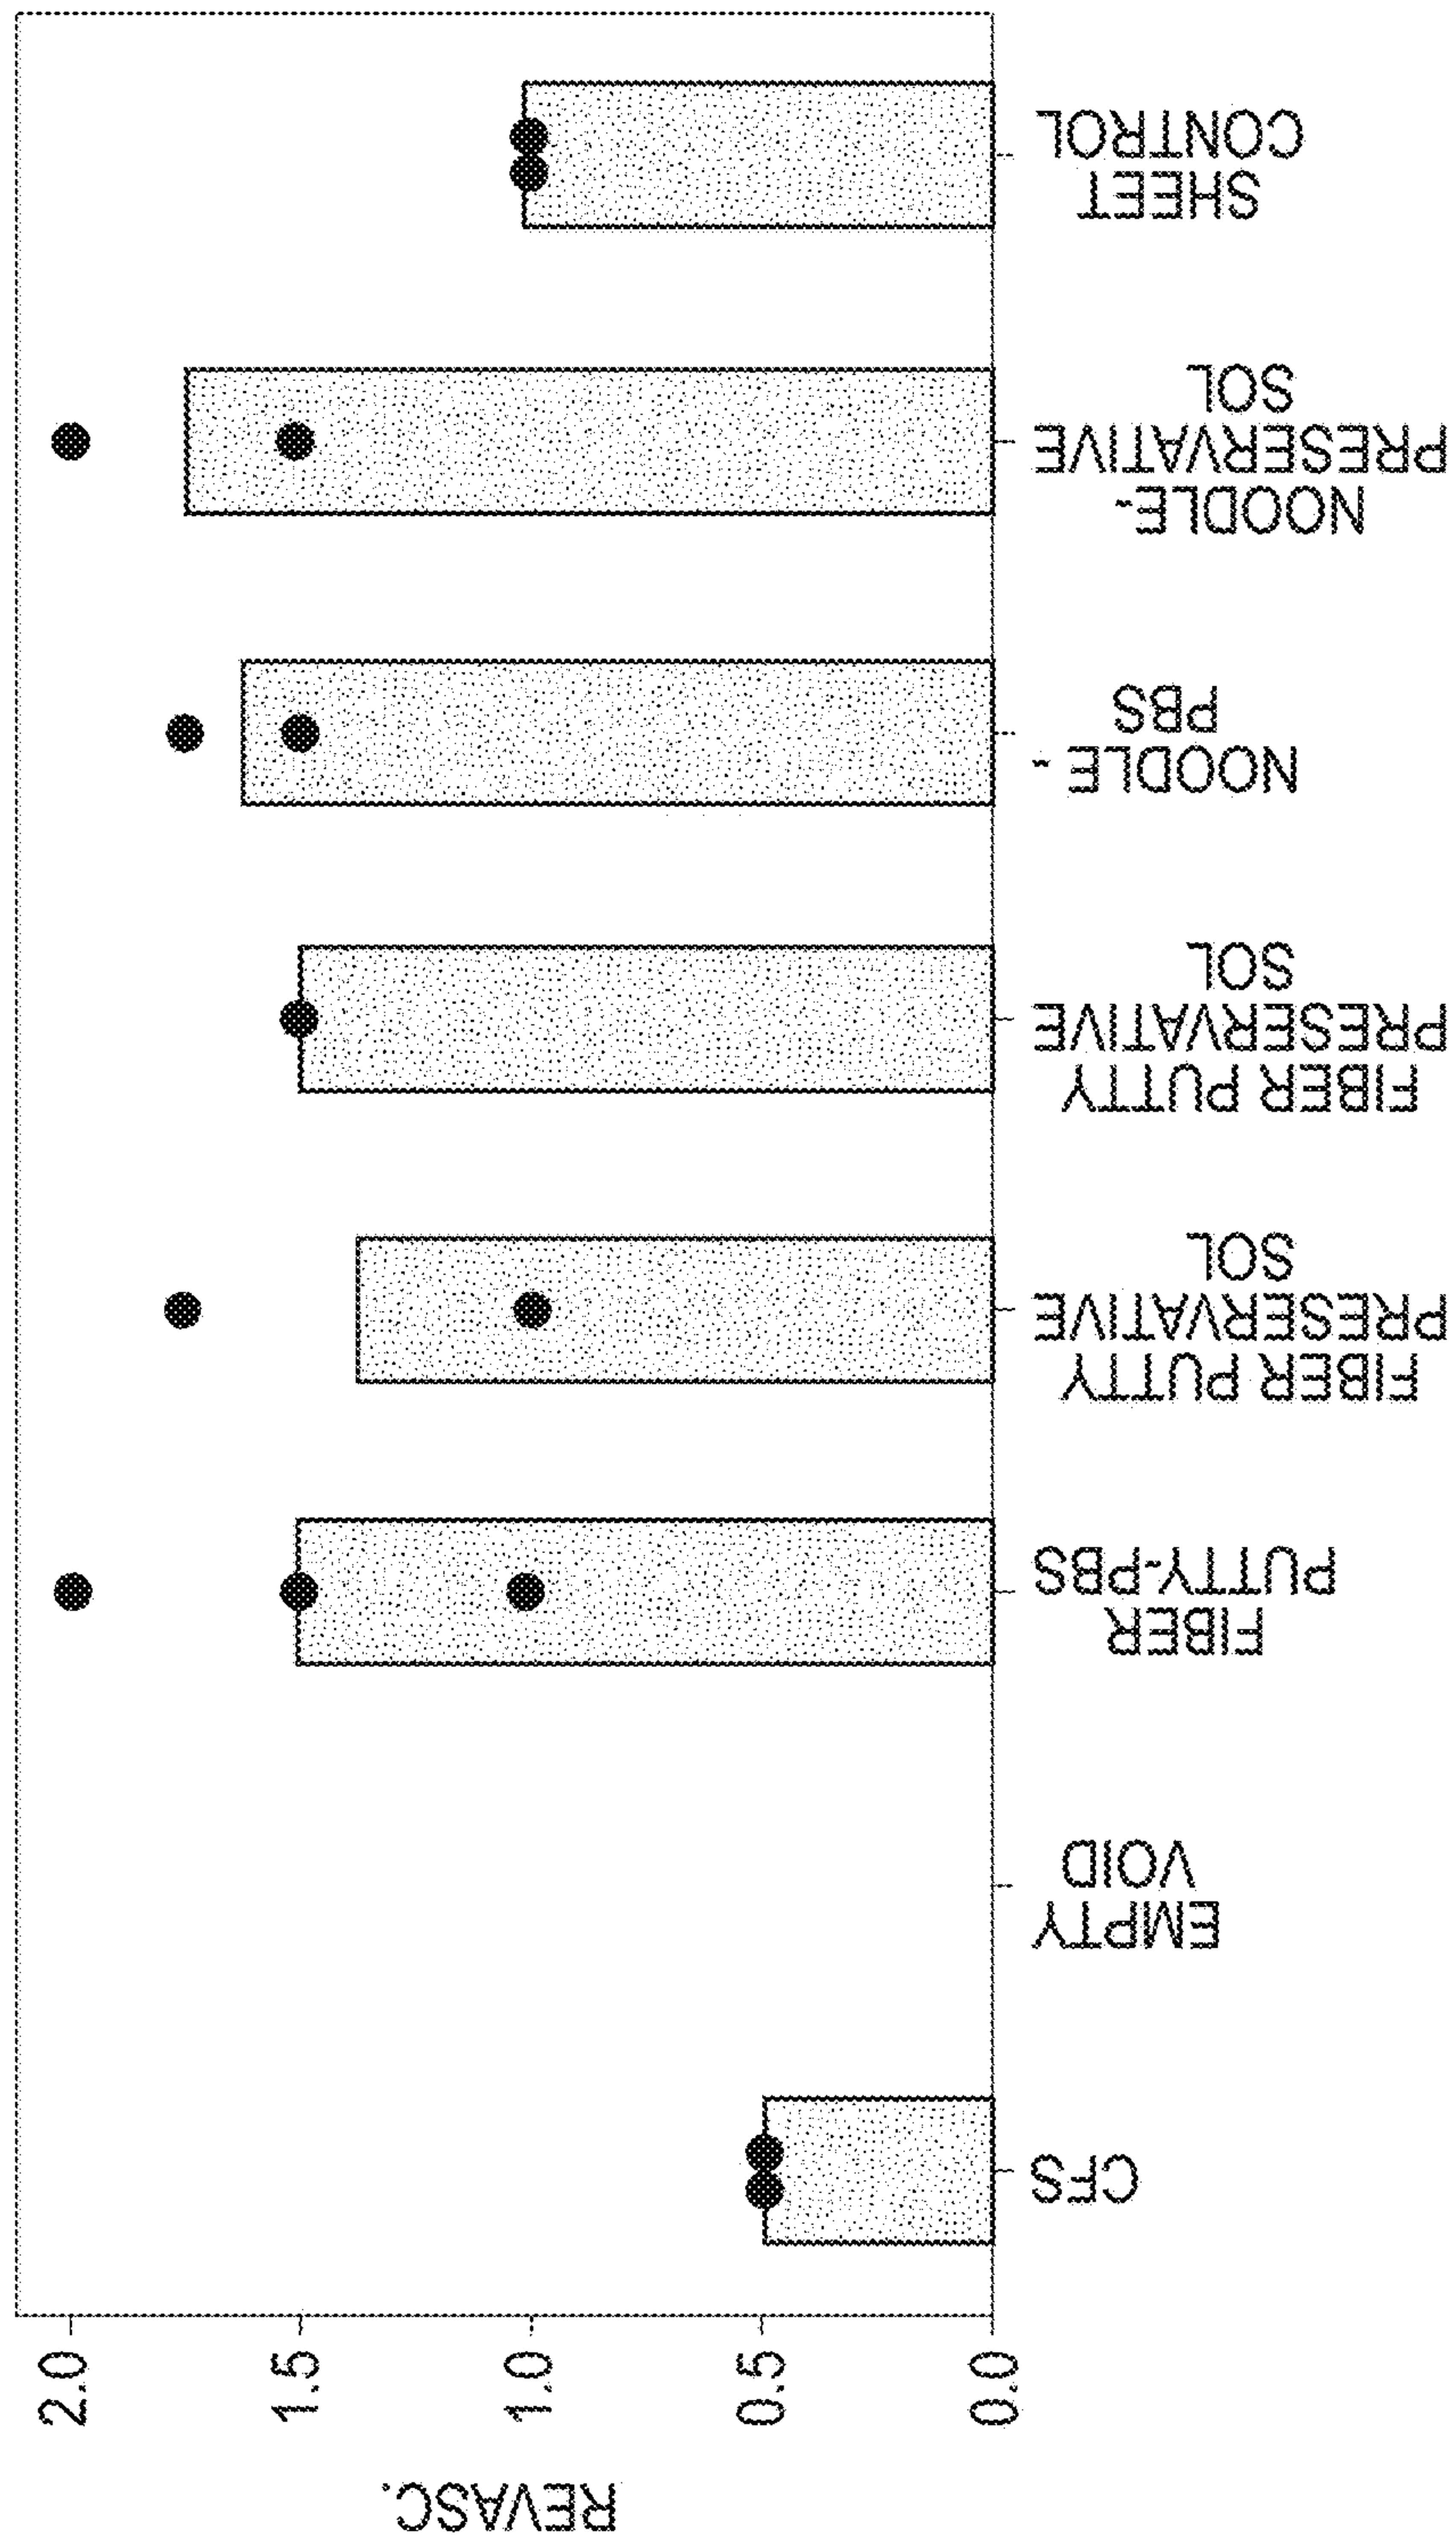 REVASC.
2.0
1.5
1.0
0.5
0.0
CFS
EMPTY
VOID
FIBER
PUTTY-PBS
FIBER PUTTY
PRESERVATIVE
SOL
FIBER PUTTY
PRESERVATIVE
SOL
NOODLE -
PBS
NOODLE-
PRESERVATIVE
SOL
SHEET
CONTROL